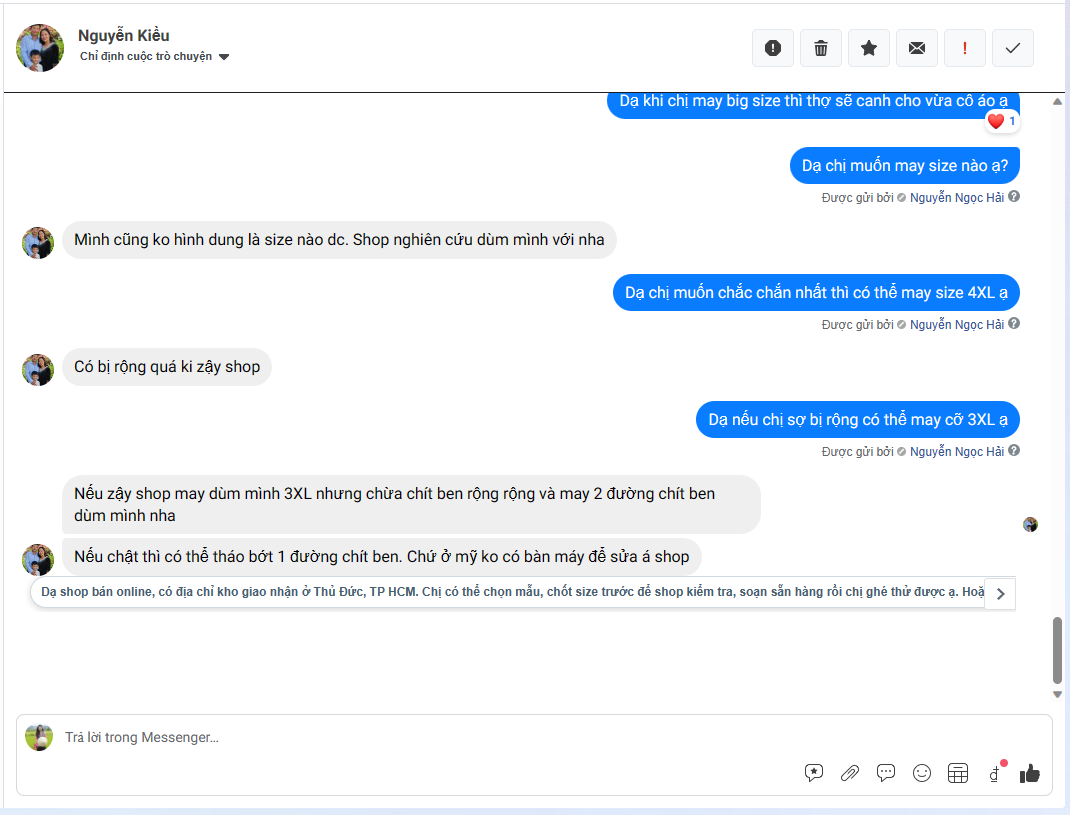 Nguyễn Kiều
Chỉ định cuộc trò chuyện
Dạ khi chị may big size thì thợ sẽ canh cho vừa cổ áo ạ
1
Dạ chị muốn may size nào ạ?
Được gửi bởi Nguyễn Ngọc Hải
Mình cũng ko hình dung là size nào dc. Shop nghiên cứu dùm mình với nha
Dạ chị muốn chắc chắn nhất thì có thể may size 4XL ạ
Được gửi bởi Nguyễn Ngọc Hải
Có bị rộng quá ki zậy shop
Dạ nếu chị sợ bị rộng có thể may cỡ 3XL ạ
Được gửi bởi Nguyễn Ngọc Hải
Nếu zậy shop may dùm mình 3XL nhưng chừa chít ben rộng rộng và may 2 đường chít ben
dùm mình nha
Nếu chật thì có thể tháo bớt 1 đường chít ben. Chứ ở mỹ ko có bàn máy để sửa á shop
Dạ shop bán online, có địa chỉ kho giao nhận ở Thủ Đức, TP HCM. Chị có thể chọn mẫu, chốt size trước để shop kiểm tra, soạn sẵn hàng rồi chị ghé thử được ạ. Hoặ
Trả lời trong Messenger...